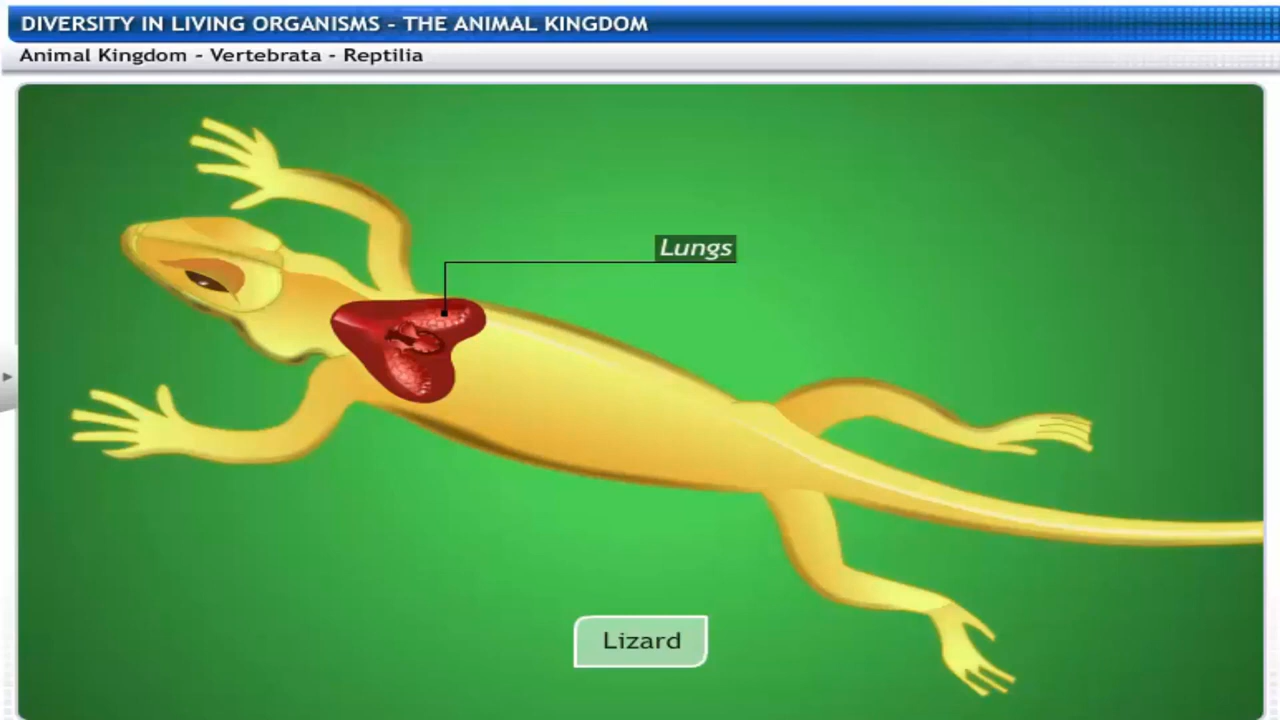 DIVERSITY IN LIVING ORGANISMS - THE ANIMAL KINGDOM
Animal Kingdom - Vertebrata - Reptilia
Lungs
Lizard